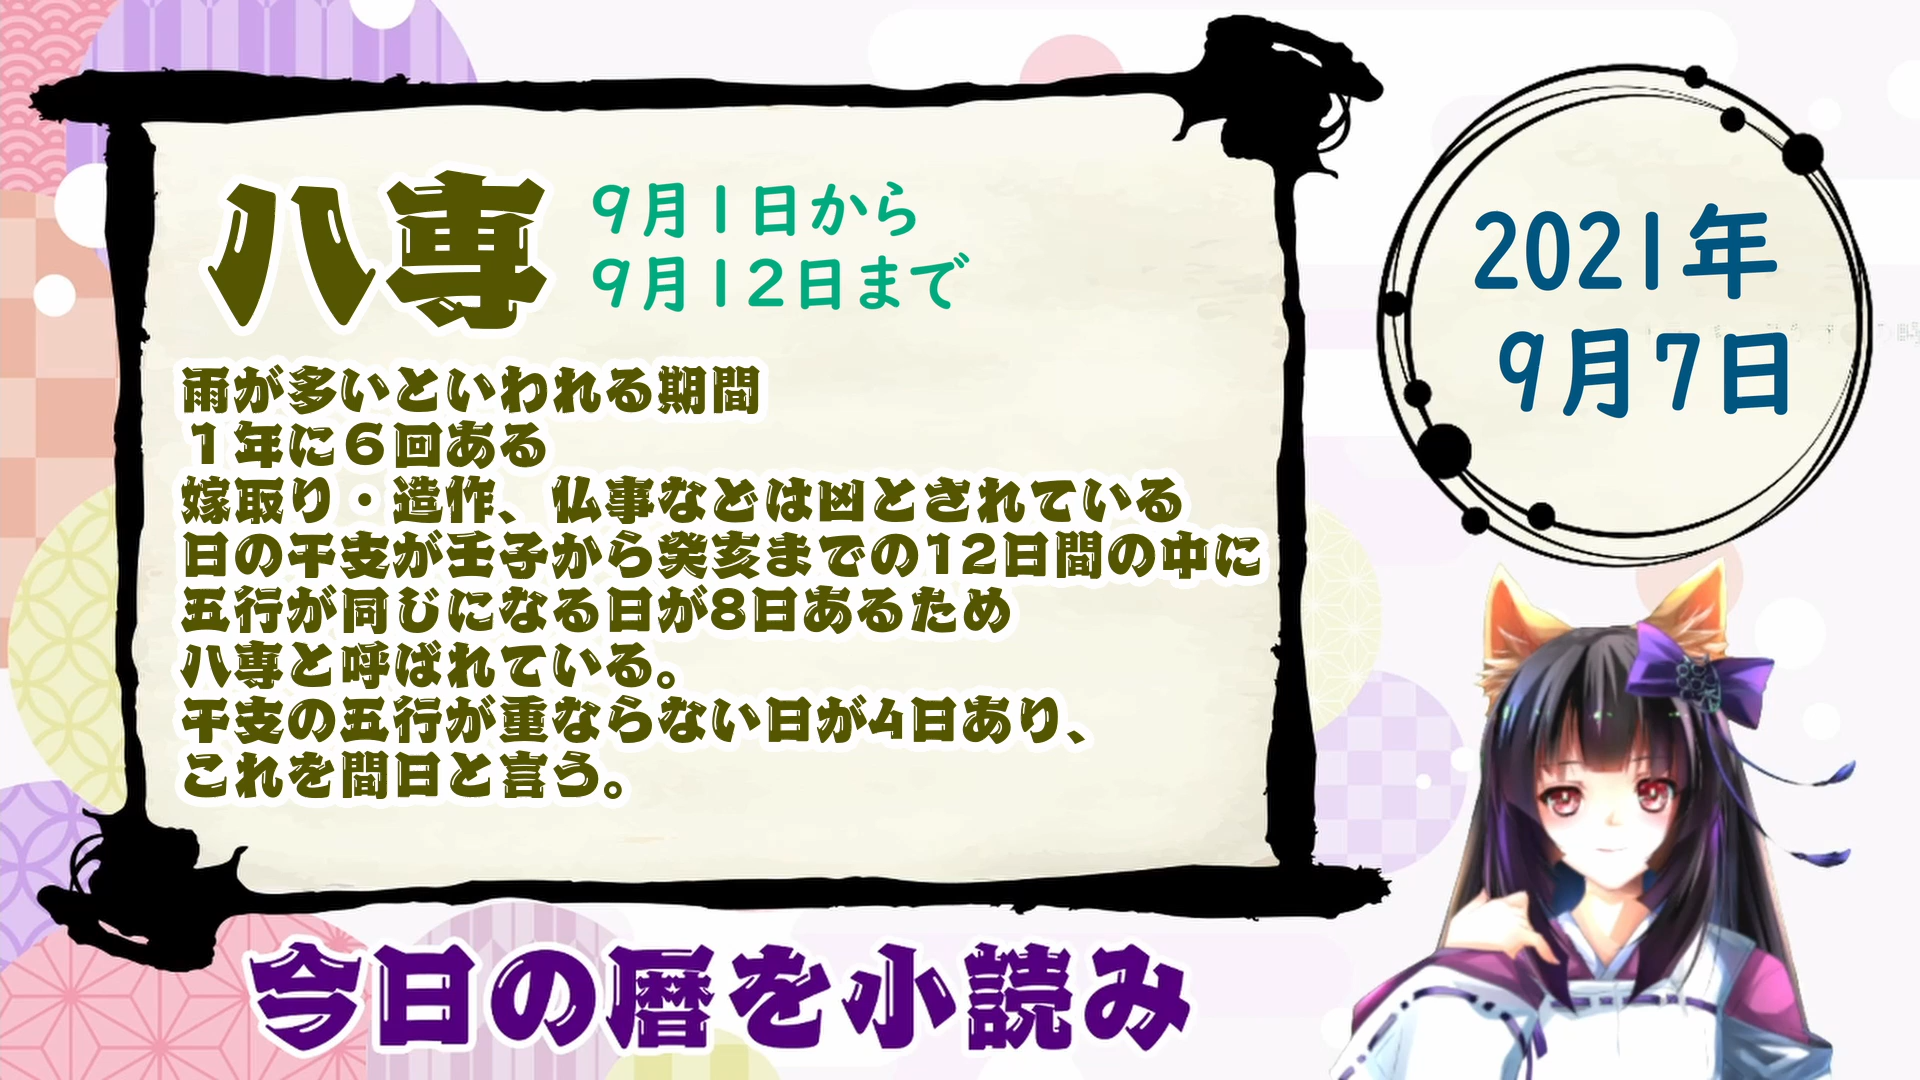 八専
9月1日から
9月12日まで
2021年
9月7日
雨が多いといわれる期間
１年に６回ある
嫁取り・造作、仏事などは凶とされている
日の干支が壬子から癸亥までの12日間の中に
五行が同じになる日が8日あるため
八専と呼ばれている。
干支の五行が重ならない日が4日あり、
これを間日と言う。
今日の暦を小読み